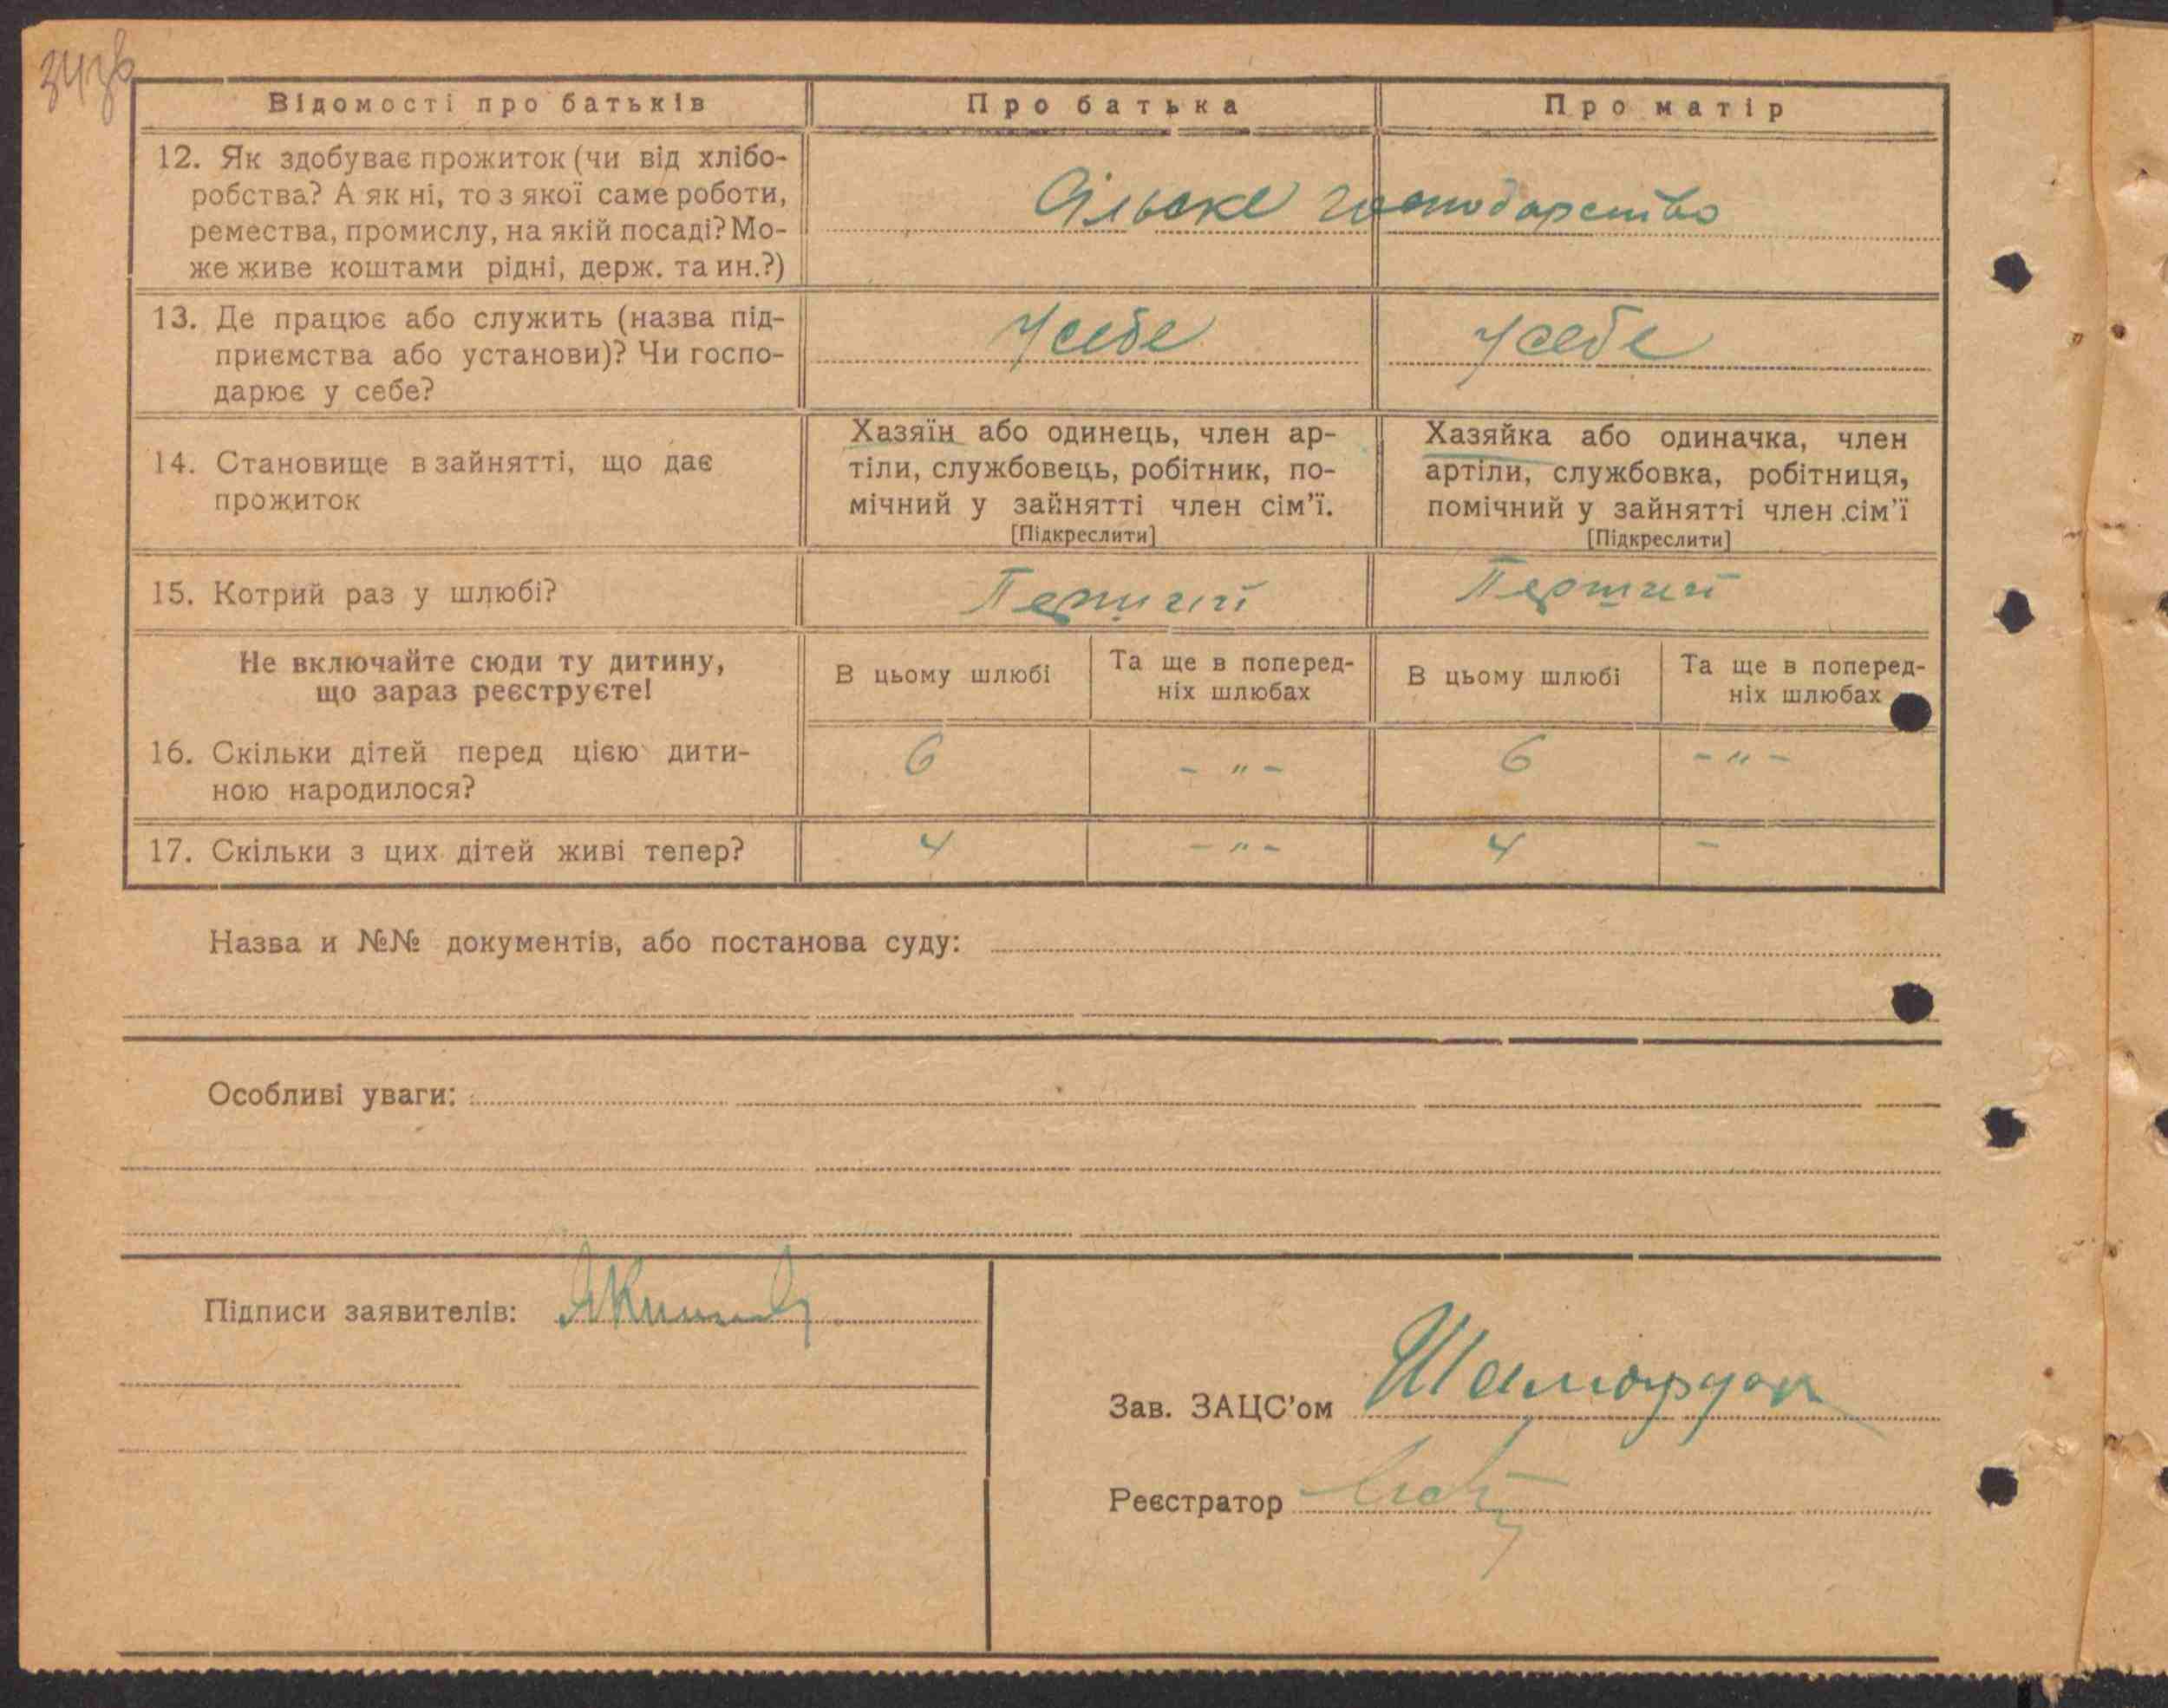 Відомості про батьків Про батька Про матір
12. Як здобуває прожиток (чи від хлібо-
робства? А як ні, то з якої саме роботи,
ремества, промислу, на якій посаді? Мо-
же живе коштами рідні, держ. та ин.?)
Сільске господарство
13. Де працює або служить (назва під-
приємства або установи)? Чи госпо-
дарює у себе?
У себе У себе
14. Становище в зайнятті, що дає
прожиток
Хазяїн або одинець, член ар-
тіли, службовець, робітник, по-
мічний у зайнятті член сім'ї.
[Підкреслити]
Хазяйка або одиначка, член
артіли, службовка, робітниця,
помічний у зайнятті член сім'ї
[Підкреслити]
15. Котрий раз у шлюбі? Перший Перший
Не включайте сюди ту дитину,
що зараз реєструєте!
В цьому шлюбі
Та ще в поперед-
ніх шлюбах
В цьому шлюбі
Та ще в поперед-
ніх шлюбах
16. Скільки дітей перед цією дити-
ною народилося?
6 - " - 6 - " -
17. Скільки з цих дітей живі тепер? 4 - " - 4 -
Назва и №№ документів, або постанова суду:
Особливі уваги:
Підписи заявителів:
Зав. ЗАЦС'ом
Реєстратор